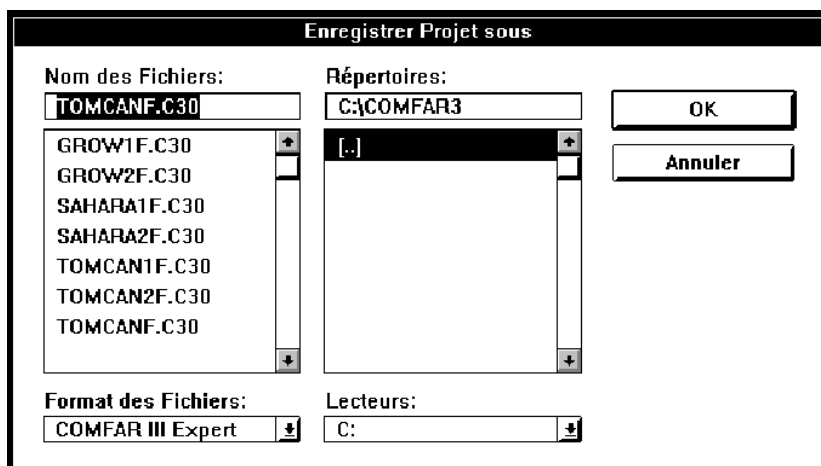 Enregistrer Projet sous
Nom des Fichiers:
TOMCANF.C30
GROW1F.C30
GROW2F.C30
SAHARA1F.C30
SAHARA2F.C30
TOMCAN1F.C30
TOMCAN2F.C30
TOMCANF.C30
Format des Fichiers:
COMFAR III Expert
Répertoires:
C:\COMFAR3
[..]
Lecteurs:
C:
OK
Annuler